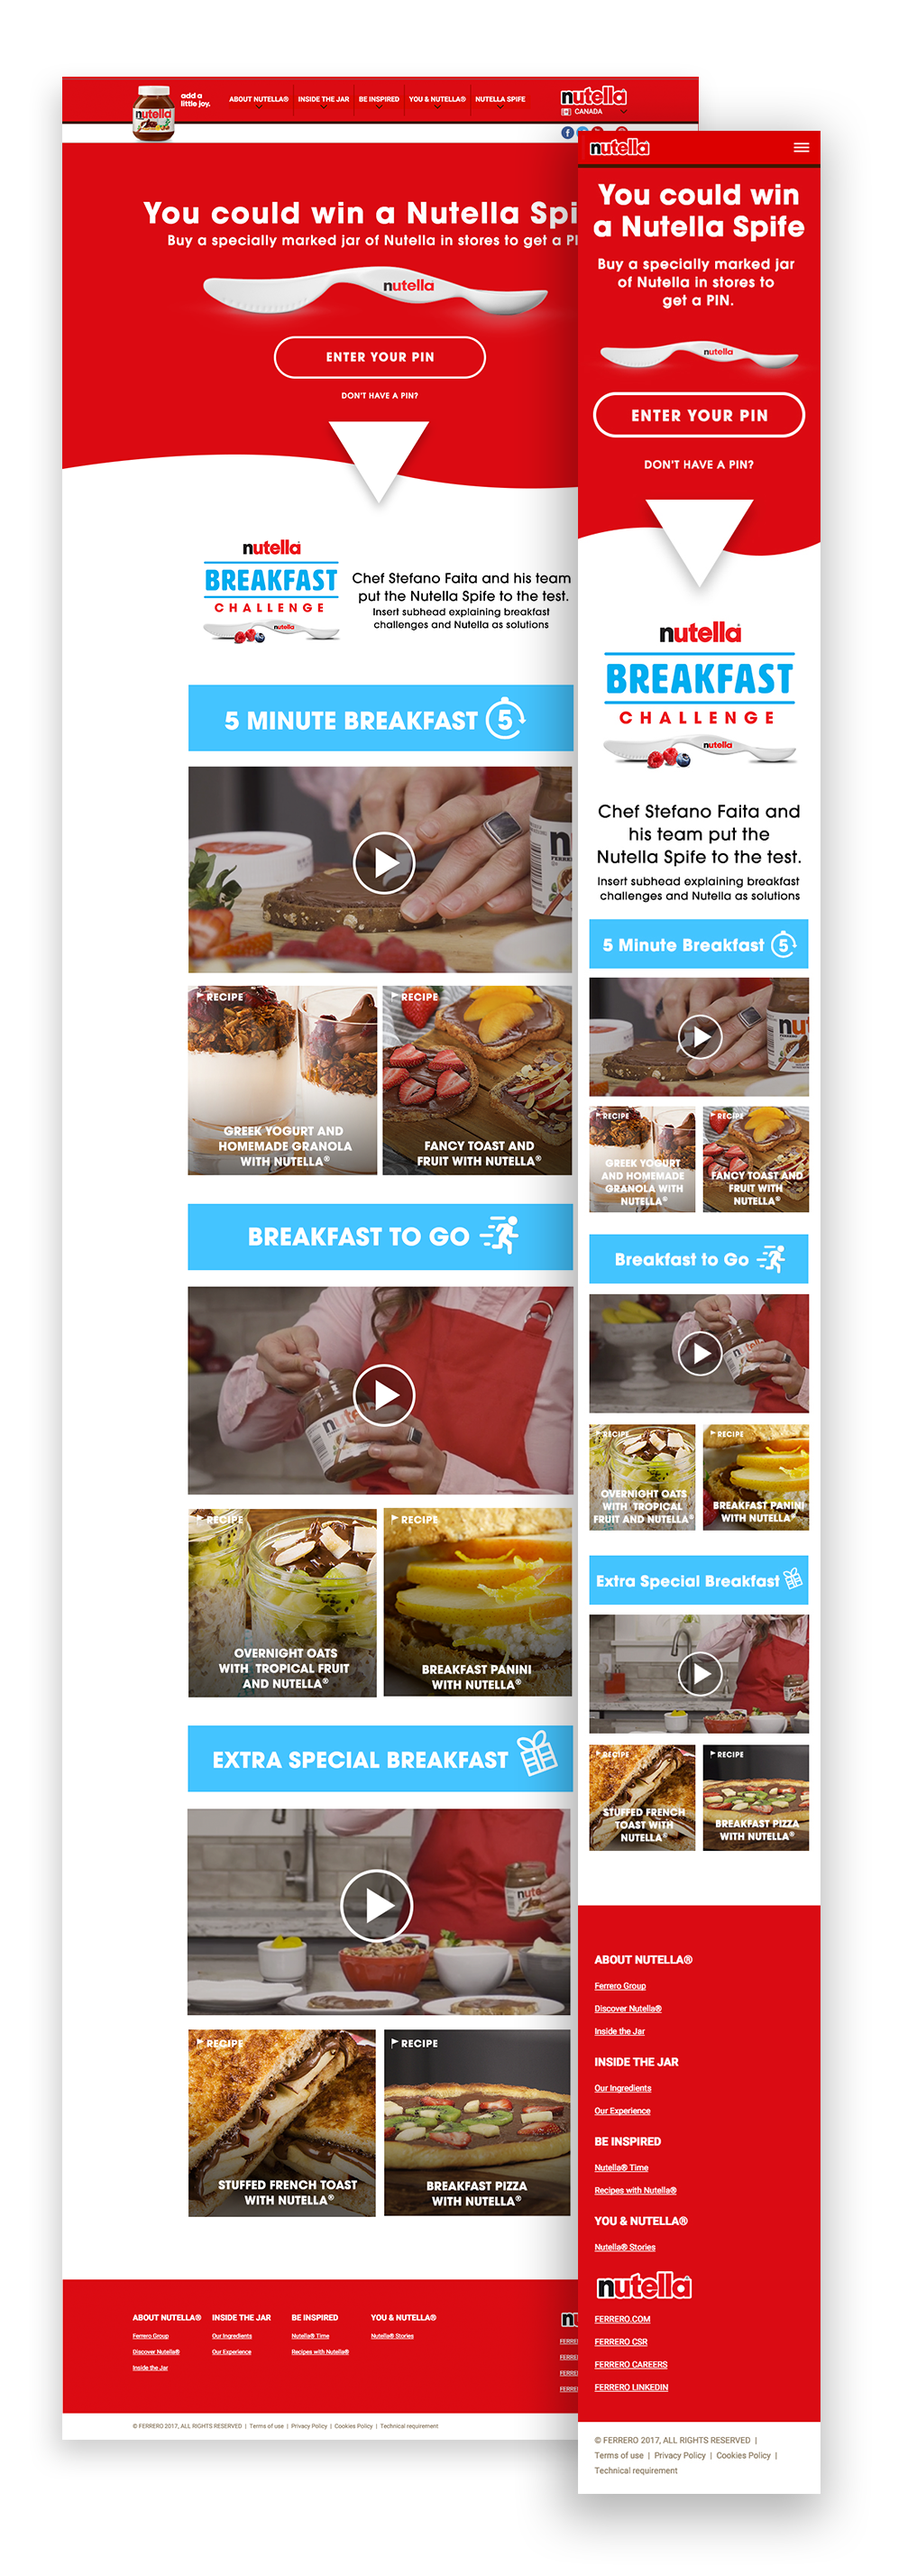 add a
little joy.
nutella
ABOUT NUTELLA® INSIDE THE JAR BE INSPIRED YOU & NUTELLA® NUTELLA SPIFE
nutella
CANADA
You could win a Nutella Spi
Buy a specially marked jar of Nutella in stores to get a PI
nutella
ENTER YOUR PIN
DON'T HAVE A PIN?
nutella
BREAKFAST
CHALLENGE
nutella
Chef Stefano Faita and his team
put the Nutella Spife to the test.
Insert subhead explaining breakfast
challenges and Nutella as solutions
5 MINUTE BREAKFAST 5
RECIPE
GREEK YOGURT AND
HOMEMADE GRANOLA
WITH NUTELLA®
RECIPE
FANCY TOAST AND
FRUIT WITH NUTELLA®
BREAKFAST TO GO
nutella
RECIPE
OVERNIGHT OATS
WITH TROPICAL FRUIT
AND NUTELLA®
RECIPE
BREAKFAST PANINI
WITH NUTELLA®
EXTRA SPECIAL BREAKFAST
RECIPE
STUFFED FRENCH TOAST
WITH NUTELLA®
RECIPE
BREAKFAST PIZZA
WITH NUTELLA®
ABOUT NUTELLA® INSIDE THE JAR BE INSPIRED YOU & NUTELLA®
Ferrero Group Our Ingredients Nutella® Time Nutella® Stories
Discover Nutella® Our Experience Recipes with Nutella®
Inside the Jar
© FERRERO 2017, ALL RIGHTS RESERVED | Terms of use | Privacy Policy | Cookies Policy | Technical requirement
nutella
You could win
a Nutella Spife
Buy a specially marked jar
of Nutella in stores to
get a PIN.
nutella
ENTER YOUR PIN
DON'T HAVE A PIN?
nutella
BREAKFAST
CHALLENGE
nutella
Chef Stefano Faita and
his team put the
Nutella Spife to the test.
Insert subhead explaining breakfast
challenges and Nutella as solutions
5 Minute Breakfast 5
RECIPE
GREEK YOGURT
AND HOMEMADE
GRANOLA WITH
NUTELLA®
RECIPE
FANCY TOAST AND
FRUIT WITH
NUTELLA®
Breakfast to Go
RECIPE
OVERNIGHT OATS
WITH TROPICAL
FRUIT AND NUTELLA®
RECIPE
BREAKFAST PANINI
WITH NUTELLA®
Extra Special Breakfast
RECIPE
STUFFED FRENCH
TOAST WITH
NUTELLA®
RECIPE
BREAKFAST PIZZA
WITH NUTELLA®
ABOUT NUTELLA®
Ferrero Group
Discover Nutella®
Inside the Jar
INSIDE THE JAR
Our Ingredients
Our Experience
BE INSPIRED
Nutella® Time
Recipes with Nutella®
YOU & NUTELLA®
Nutella® Stories
nutella
FERRERO.COM
FERRERO CSR
FERRERO CAREERS
FERRERO LINKEDIN
© FERRERO 2017, ALL RIGHTS RESERVED |
Terms of use | Privacy Policy | Cookies Policy |
Technical requirement